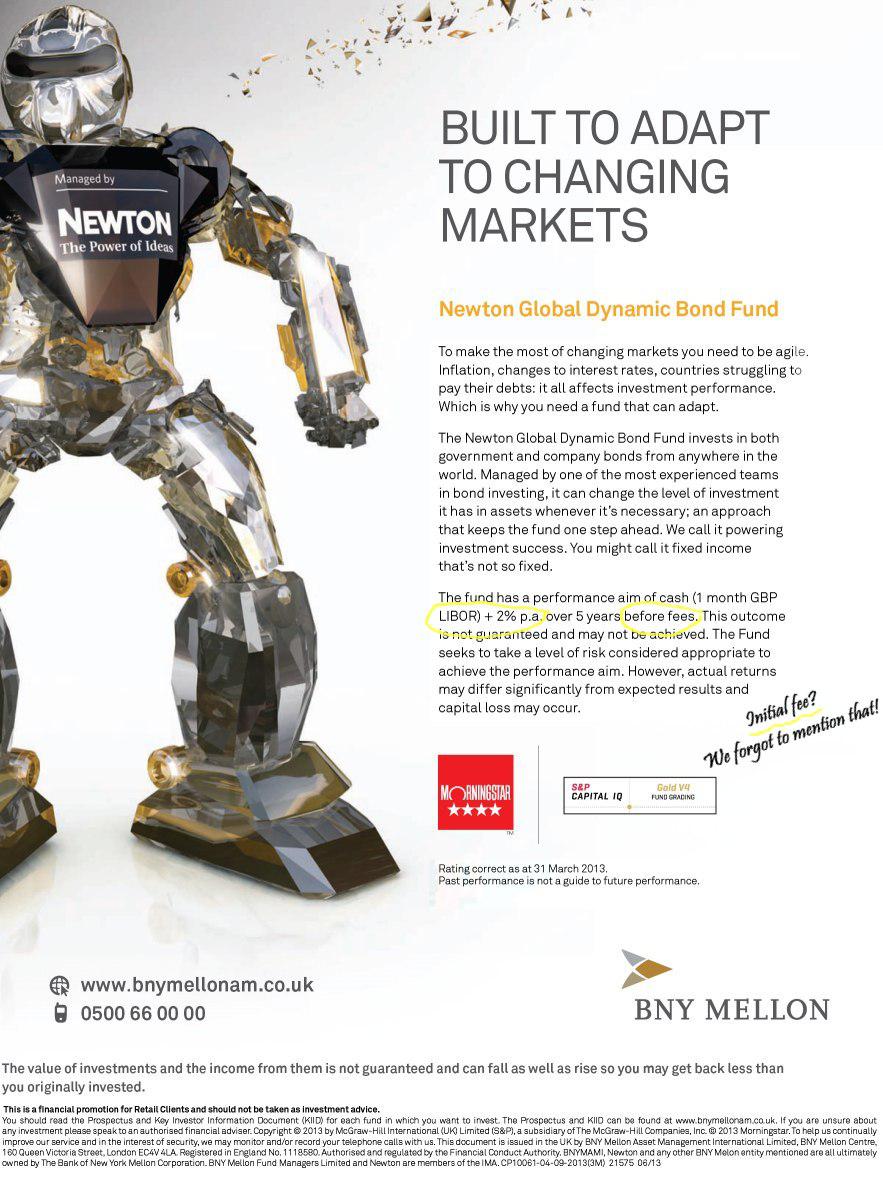 Managed by
NEWTON
The Power of Ideas
BUILT TO ADAPT
TO CHANGING
MARKETS
Newton Global Dynamic Bond Fund
To make the most of changing markets you need to be agile.
Inflation, changes to interest rates, countries struggling to
pay their debts: it all affects investment performance.
Which is why you need a fund that can adapt.
The Newton Global Dynamic Bond Fund invests in both
government and company bonds from anywhere in the
world. Managed by one of the most experienced teams
in bond investing, it can change the level of investment
it has in assets whenever it's necessary; an approach
that keeps the fund one step ahead. We call it powering
investment success. You might call it fixed income
that's not so fixed.
The fund has a performance aim of cash (1 month GBP
LIBOR) + 2% p.a. over 5 years before fees. This outcome
is not guaranteed and may not be achieved. The Fund
seeks to take a level of risk considered appropriate to
achieve the performance aim. However, actual returns
may differ significantly from expected results and
capital loss may occur.
Initial fee?
We forgot to mention that!
MORNINGSTAR
TM
S&P
CAPITAL IQ
Gold V4
FUND GRADING
Rating correct as at 31 March 2013.
Past performance is not a guide to future performance.
www.bnymellonam.co.uk
0500 66 00 00
BNY MELLON
The value of investments and the income from them is not guaranteed and can fall as well as rise so you may get back less than
you originally invested.
This is a financial promotion for Retail Clients and should not be taken as investment advice.
You should read the Prospectus and Key Investor Information Document (KIID) for each fund in which you want to invest. The Prospectus and KIID can be found at www.bnymellonam.co.uk. If you are unsure about
any investment please speak to an authorised financial adviser. Copyright © 2013 by McGraw-Hill International (UK) Limited (S&P), a subsidiary of The McGraw-Hill Companies, Inc. © 2013 Morningstar. To help us continually
improve our service and in the interest of security, we may monitor and/or record your telephone calls with us. This document is issued in the UK by BNY Mellon Asset Management International Limited, BNY Mellon Centre,
160 Queen Victoria Street, London EC4V 4LA. Registered in England No. 1118580. Authorised and regulated by the Financial Conduct Authority. BNYMAMI, Newton and any other BNY Melon entity mentioned are all ultimately
owned by The Bank of New York Mellon Corporation. BNY Mellon Fund Managers Limited and Newton are members of the IMA. CP10061-04-09-2013(3M) 21575 06/13